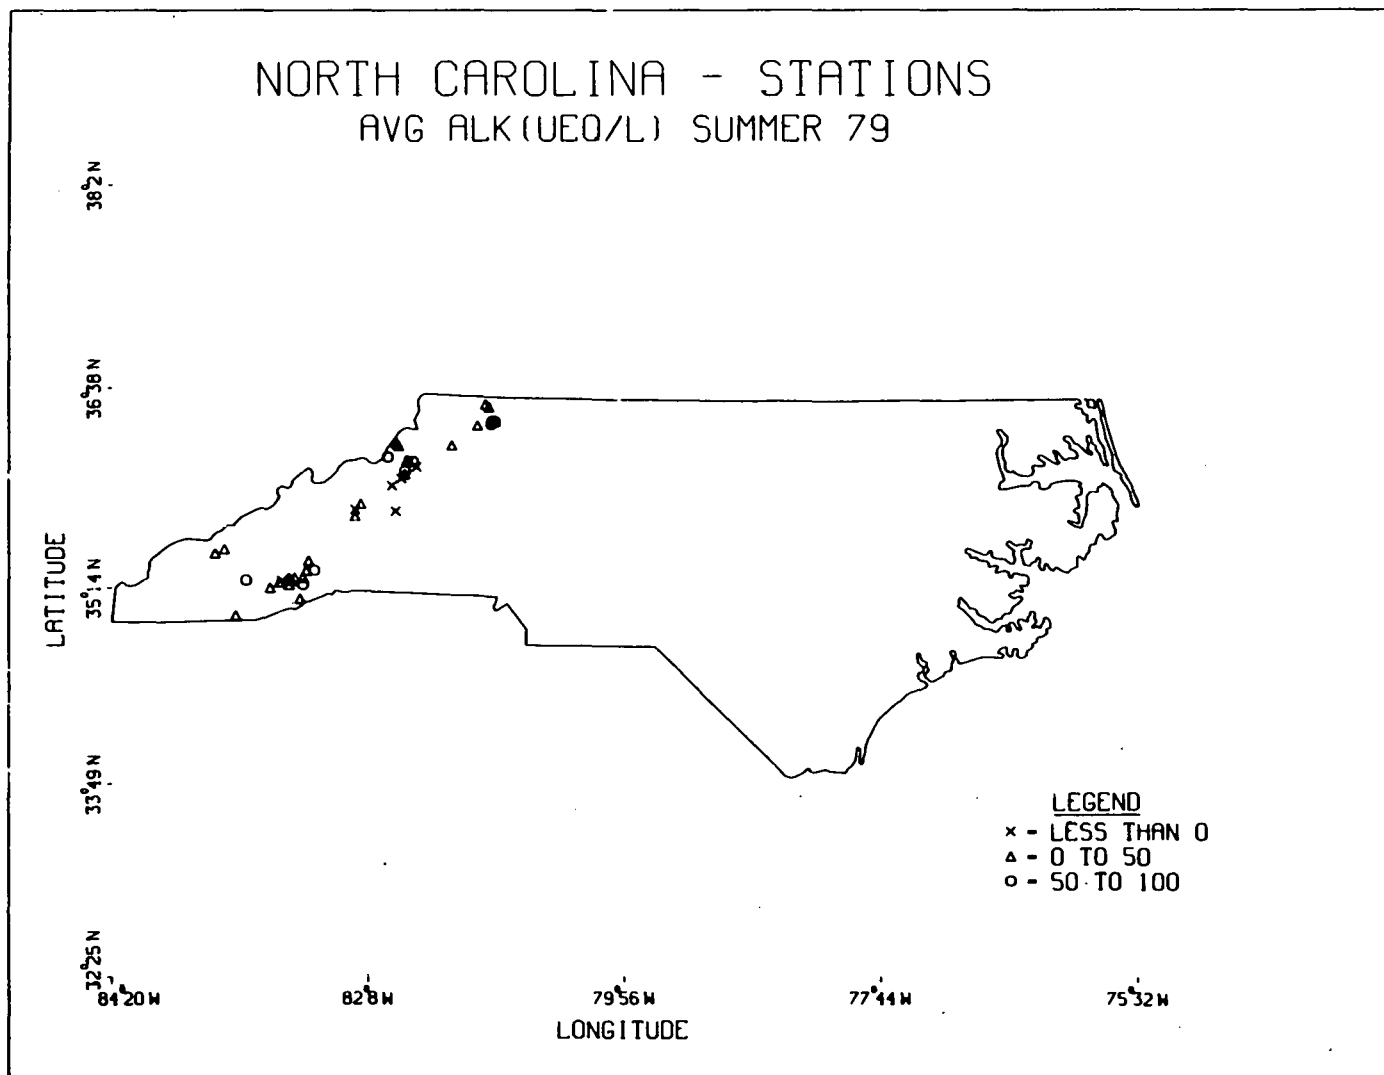 NORTH CAROLINA - STATIONS
AVG ALK(UEQ/L) SUMMER 79
38°2 N
36°38 N
35°14 N
33°49 N
32°25 N
LATITUDE
84°20 W
82°8 W
79°56 W
77°44 W
75°32 W
LONGITUDE
LEGEND
x - LESS THAN 0
△ - 0 TO 50
○ - 50 TO 100